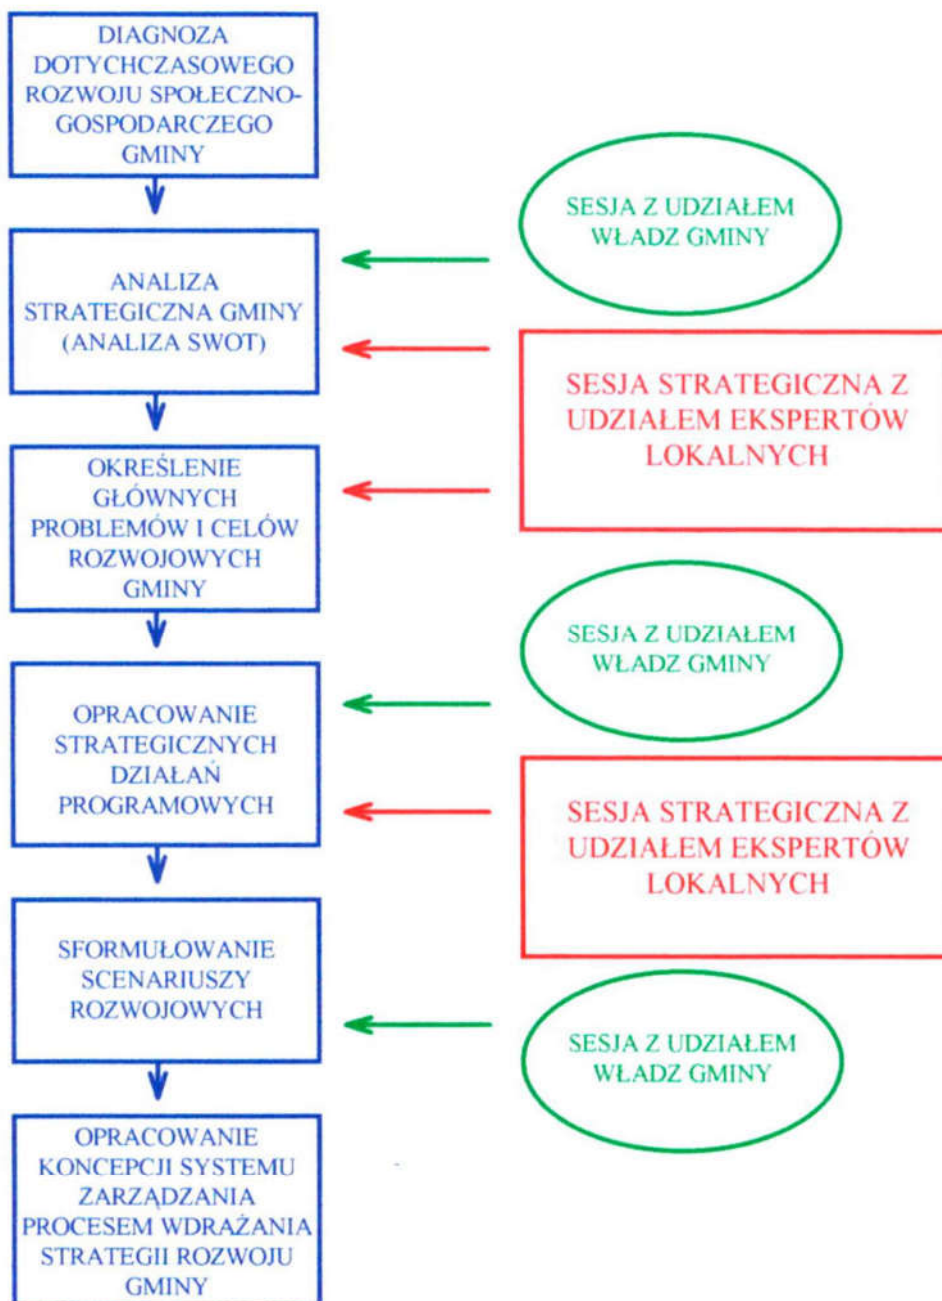 DIAGNOZA
DOTYCHCZASOWEGO
ROZWOJU SPOŁECZNO-
GOSPODARCZEGO
GMINY
SESJA Z UDZIAŁEM
WŁADZ GMINY
ANALIZA
STRATEGICZNA GMINY
(ANALIZA SWOT)
SESJA STRATEGICZNA Z
UDZIAŁEM EKSPERTÓW
LOKALNYCH
OKREŚLENIE
GŁÓWNYCH
PROBLEMÓW I CELÓW
ROZWOJOWYCH
GMINY
SESJA Z UDZIAŁEM
WŁADZ GMINY
OPRACOWANIE
STRATEGICZNYCH
DZIAŁAŃ
PROGRAMOWYCH
SESJA STRATEGICZNA Z
UDZIAŁEM EKSPERTÓW
LOKALNYCH
SFORMUŁOWANIE
SCENARIUSZY
ROZWOJOWYCH
SESJA Z UDZIAŁEM
WŁADZ GMINY
OPRACOWANIE
KONCEPCJI SYSTEMU
ZARZĄDZANIA
PROCESEM WDRAŻANIA
STRATEGII ROZWOJU
GMINY